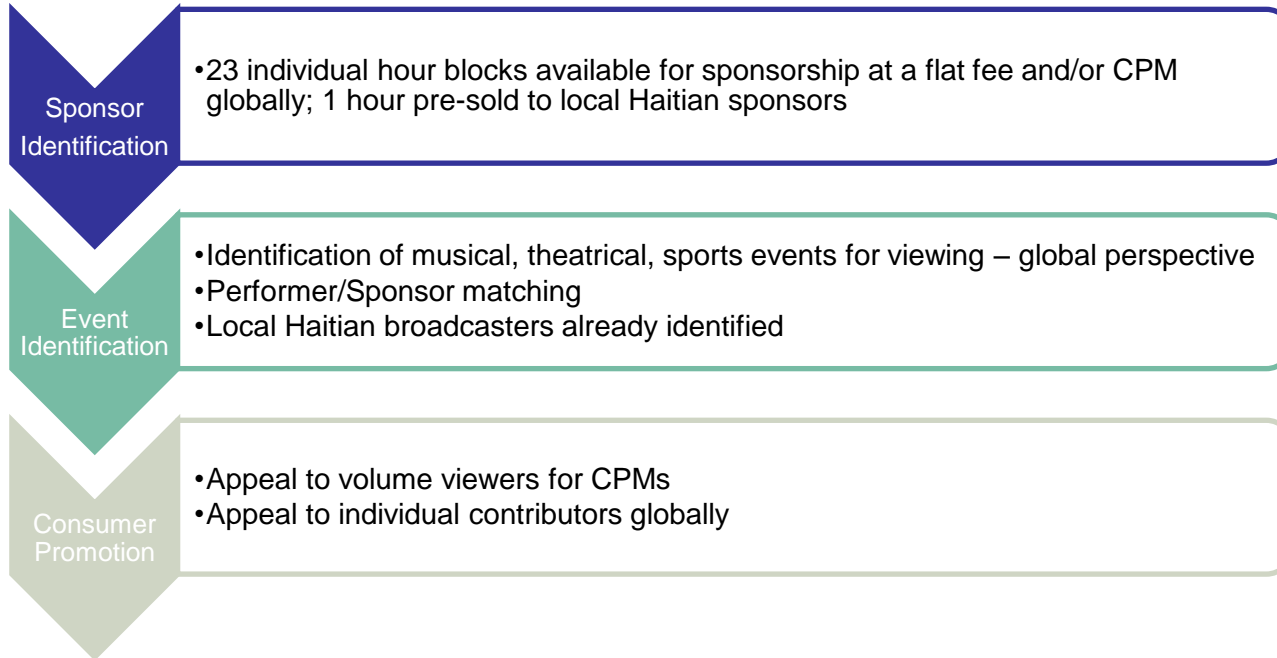 Sponsor
Identification
•23 individual hour blocks available for sponsorship at a flat fee and/or CPM
globally; 1 hour pre-sold to local Haitian sponsors
Event
Identification
•Identification of musical, theatrical, sports events for viewing – global perspective
•Performer/Sponsor matching
•Local Haitian broadcasters already identified
Consumer
Promotion
•Appeal to volume viewers for CPMs
•Appeal to individual contributors globally